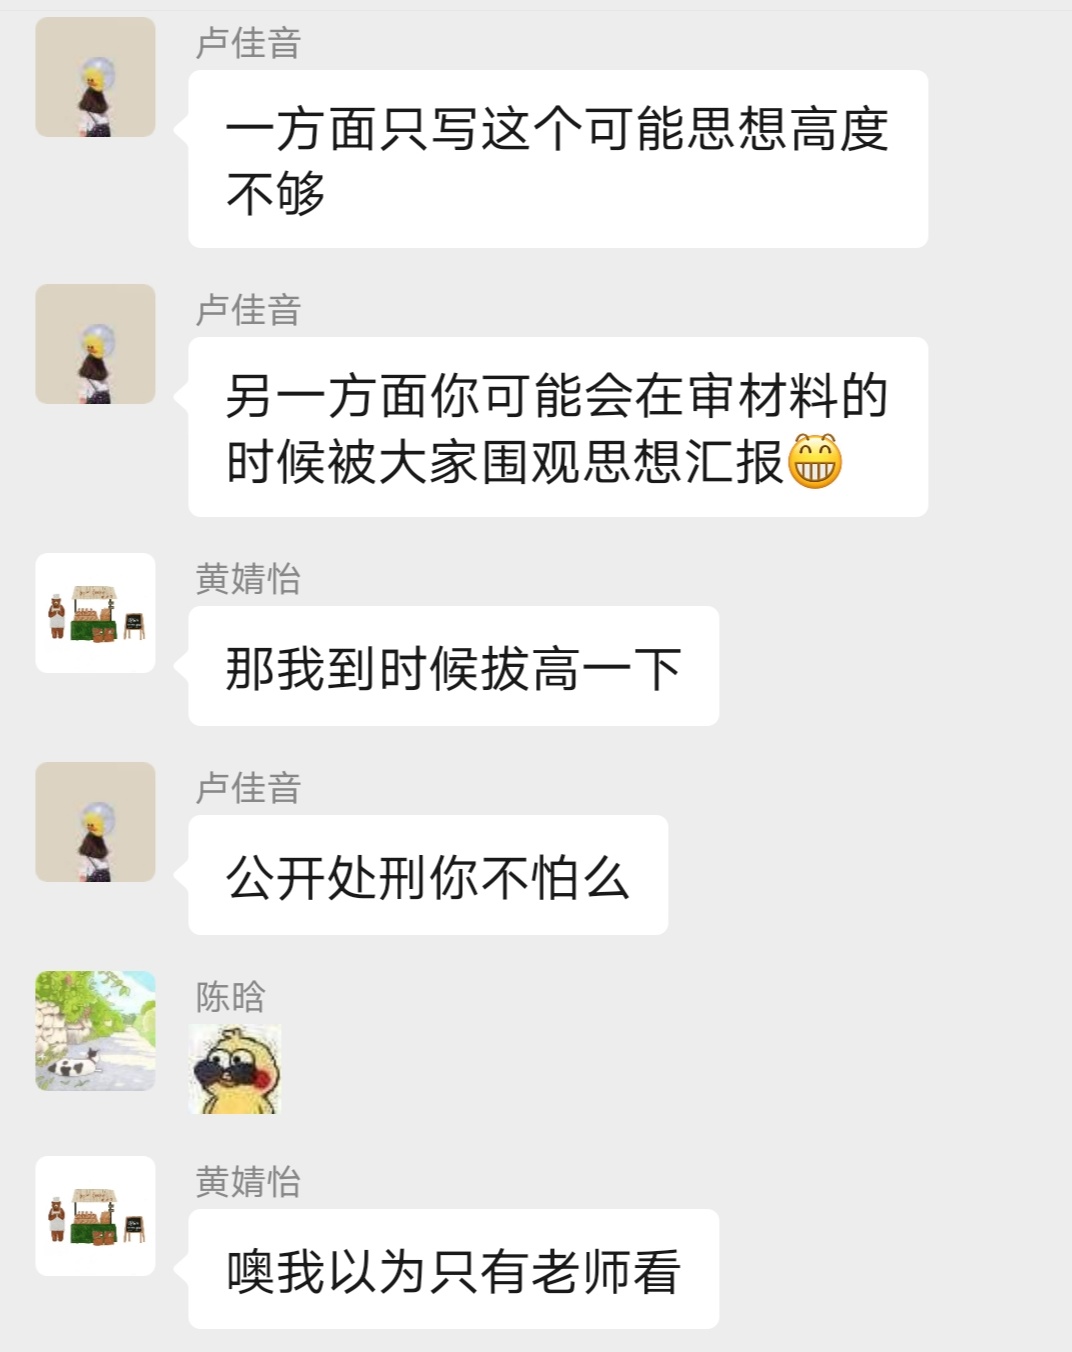 卢佳音
一方面只写这个可能思想高度
不够
卢佳音
另一方面你可能会在审材料的
时候被大家围观思想汇报😁
黄婧怡
那我到时候拔高一下
卢佳音
公开处刑你不怕么
陈晗
黄婧怡
噢我以为只有老师看